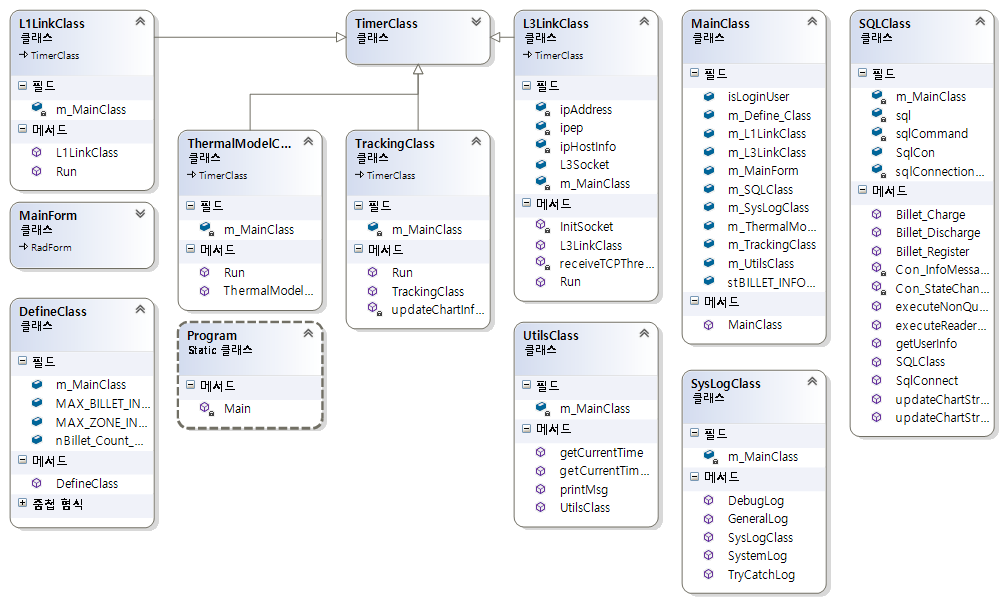 L1LinkClass
클래스
TimerClass
필드
m_MainClass
메서드
L1LinkClass
Run
MainForm
클래스
RadForm
DefineClass
클래스
필드
m_MainClass
MAX_BILLET_IN...
MAX_ZONE_IN...
nBillet_Count_...
메서드
DefineClass
중첩 형식
TimerClass
클래스
ThermalModelC...
클래스
TimerClass
필드
m_MainClass
메서드
Run
ThermalModel...
Program
Static 클래스
메서드
Main
TrackingClass
클래스
TimerClass
필드
m_MainClass
메서드
Run
TrackingClass
updateChartInf...
L3LinkClass
클래스
TimerClass
필드
ipAddress
ipep
ipHostInfo
L3Socket
m_MainClass
메서드
InitSocket
L3LinkClass
receiveTCPThre...
Run
UtilsClass
클래스
필드
m_MainClass
메서드
getCurrentTime
getCurrentTim...
printMsg
UtilsClass
MainClass
클래스
필드
isLoginUser
m_Define_Class
m_L1LinkClass
m_L3LinkClass
m_MainForm
m_SQLClass
m_SysLogClass
m_ThermalMo...
m_TrackingClass
m_UtilsClass
stBILLET_INFO...
메서드
MainClass
SysLogClass
클래스
필드
m_MainClass
메서드
DebugLog
GeneralLog
SysLogClass
SystemLog
TryCatchLog
SQLClass
클래스
필드
m_MainClass
sql
sqlCommand
SqlCon
sqlConnection...
메서드
Billet_Charge
Billet_Discharge
Billet_Register
Con_InfoMessa...
Con_StateChan...
executeNonQu...
executeReader...
getUserInfo
SQLClass
SqlConnect
updateChartStr...
updateChartStr...